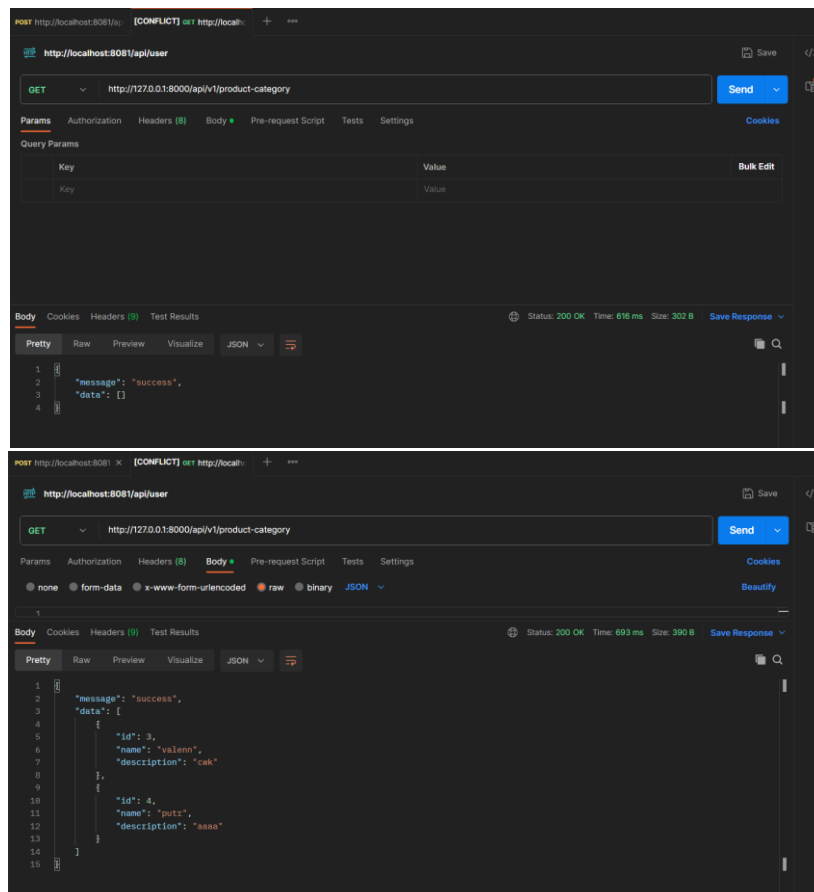 POST http://localhost:8081/ap [CONFLICT] GET http://localh + ...
HTTP http://localhost:8081/api/user Save </>
GET http://127.0.0.1:8000/api/v1/product-category Send
Params Authorization Headers (8) Body Pre-request Script Tests Settings Cookies
Query Params
Key Value Bulk Edit
Key Value
Body Cookies Headers (9) Test Results Status: 200 OK Time: 616 ms Size: 302 B Save Response
Pretty Raw Preview Visualize JSON
1 {
2 "message": "success",
3 "data": []
4 }
POST http://localhost:8081 × [CONFLICT] GET http://localh + ...
HTTP http://localhost:8081/api/user Save </>
GET http://127.0.0.1:8000/api/v1/product-category Send
Params Authorization Headers (8) Body Pre-request Script Tests Settings Cookies
none form-data x-www-form-urlencoded raw binary JSON Beautify
1
Body Cookies Headers (9) Test Results Status: 200 OK Time: 693 ms Size: 390 B Save Response
Pretty Raw Preview Visualize JSON
1 {
2 "message": "success",
3 "data": [
4 {
5 "id": 3,
6 "name": "valenn",
7 "description": "cwk"
8 },
9 {
10 "id": 4,
11 "name": "putr",
12 "description": "aaaa"
13 }
14 ]
15 }